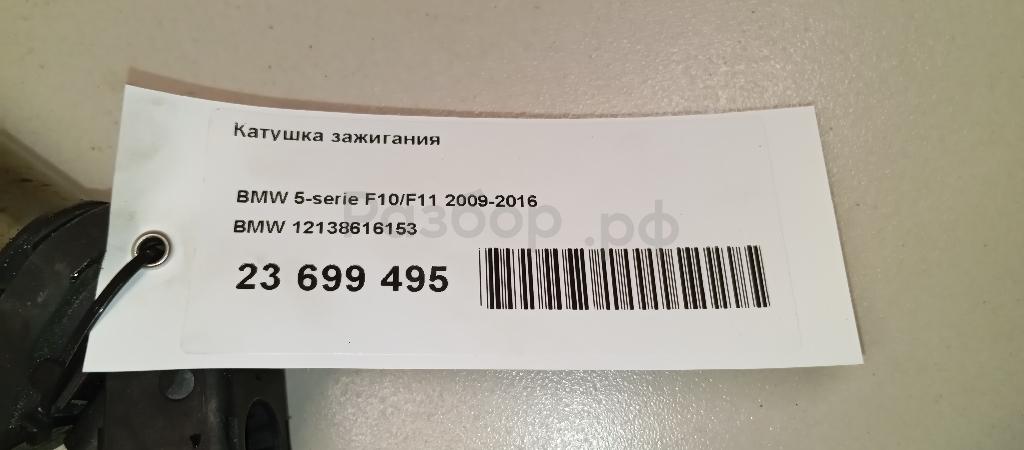 Катушка зажигания
BMW 5-serie F10/F11 2009-2016
Разбор.рф
BMW 12138616153
23 699 495